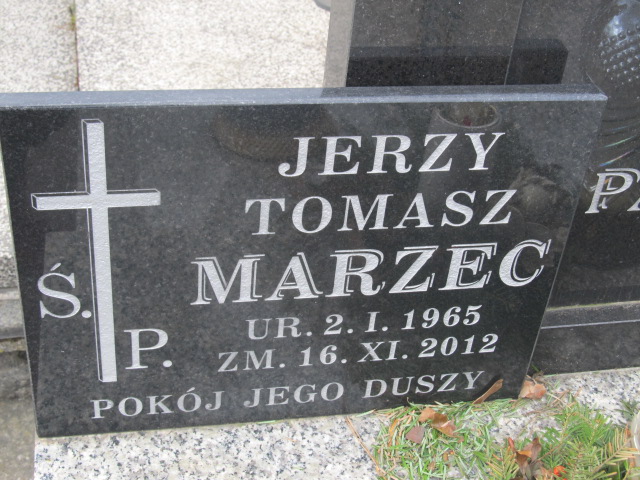 JERZY
TOMASZ
MARZEC
Ś. P.
UR. 2. I. 1965
ZM. 16. XI. 2012
POKÓJ JEGO DUSZY